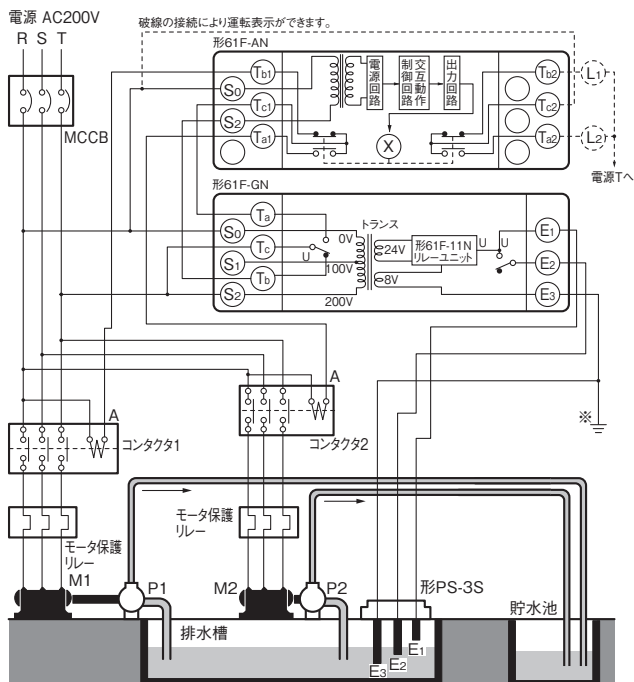 電源 AC200V
R S T
破線の接続により運転表示ができます。
形61F-AN
Tb1
S0
Tc1
S2
Ta1
電源回路
制御回路
交互動作
出力回路
X
Tb2
Tc2
Ta2
L1
L2
電源Tへ
MCCB
形61F-GN
Ta
S0
Tc
S1
Tb
S2
U
トランス
0V
100V
200V
24V
8V
形61F-11N
リレーユニット
U
U
E1
E2
E3
※
A
コンタクタ1
A
コンタクタ2
モータ保護
リレー
モータ保護
リレー
M1
P1
M2
P2
形PS-3S
貯水池
排水槽
E3
E2
E1